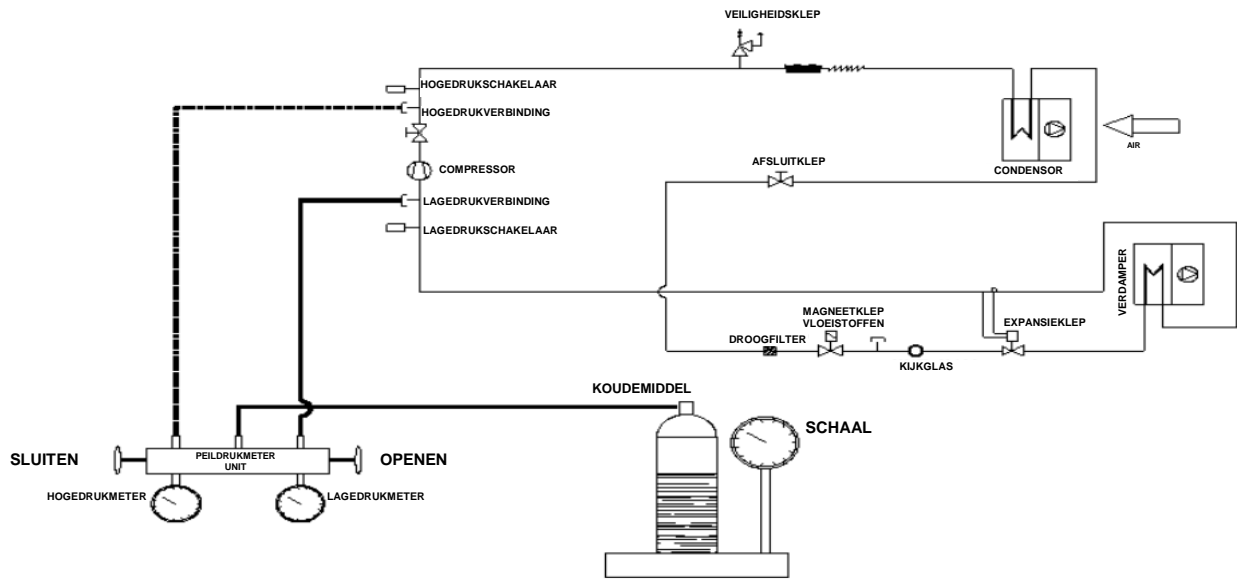 VEILIGHEIDSKLEP
HOGEDRUKSCHAKELAAR
HOGEDRUKVERBINDING
COMPRESSOR
LAGEDRUKVERBINDING
LAGEDRUKSCHAKELAAR
AFSLUITKLEP
CONDENSOR
AIR
VERDAMPER
MAGNEETKLEP
VLOEISTOFFEN
EXPANSIEKLEP
DROOGFILTER
KIJKGLAS
KOUDEMIDDEL
SCHAAL
SLUITEN
PEILDRUKMETER
UNIT
OPENEN
HOGEDRUKMETER
LAGEDRUKMETER